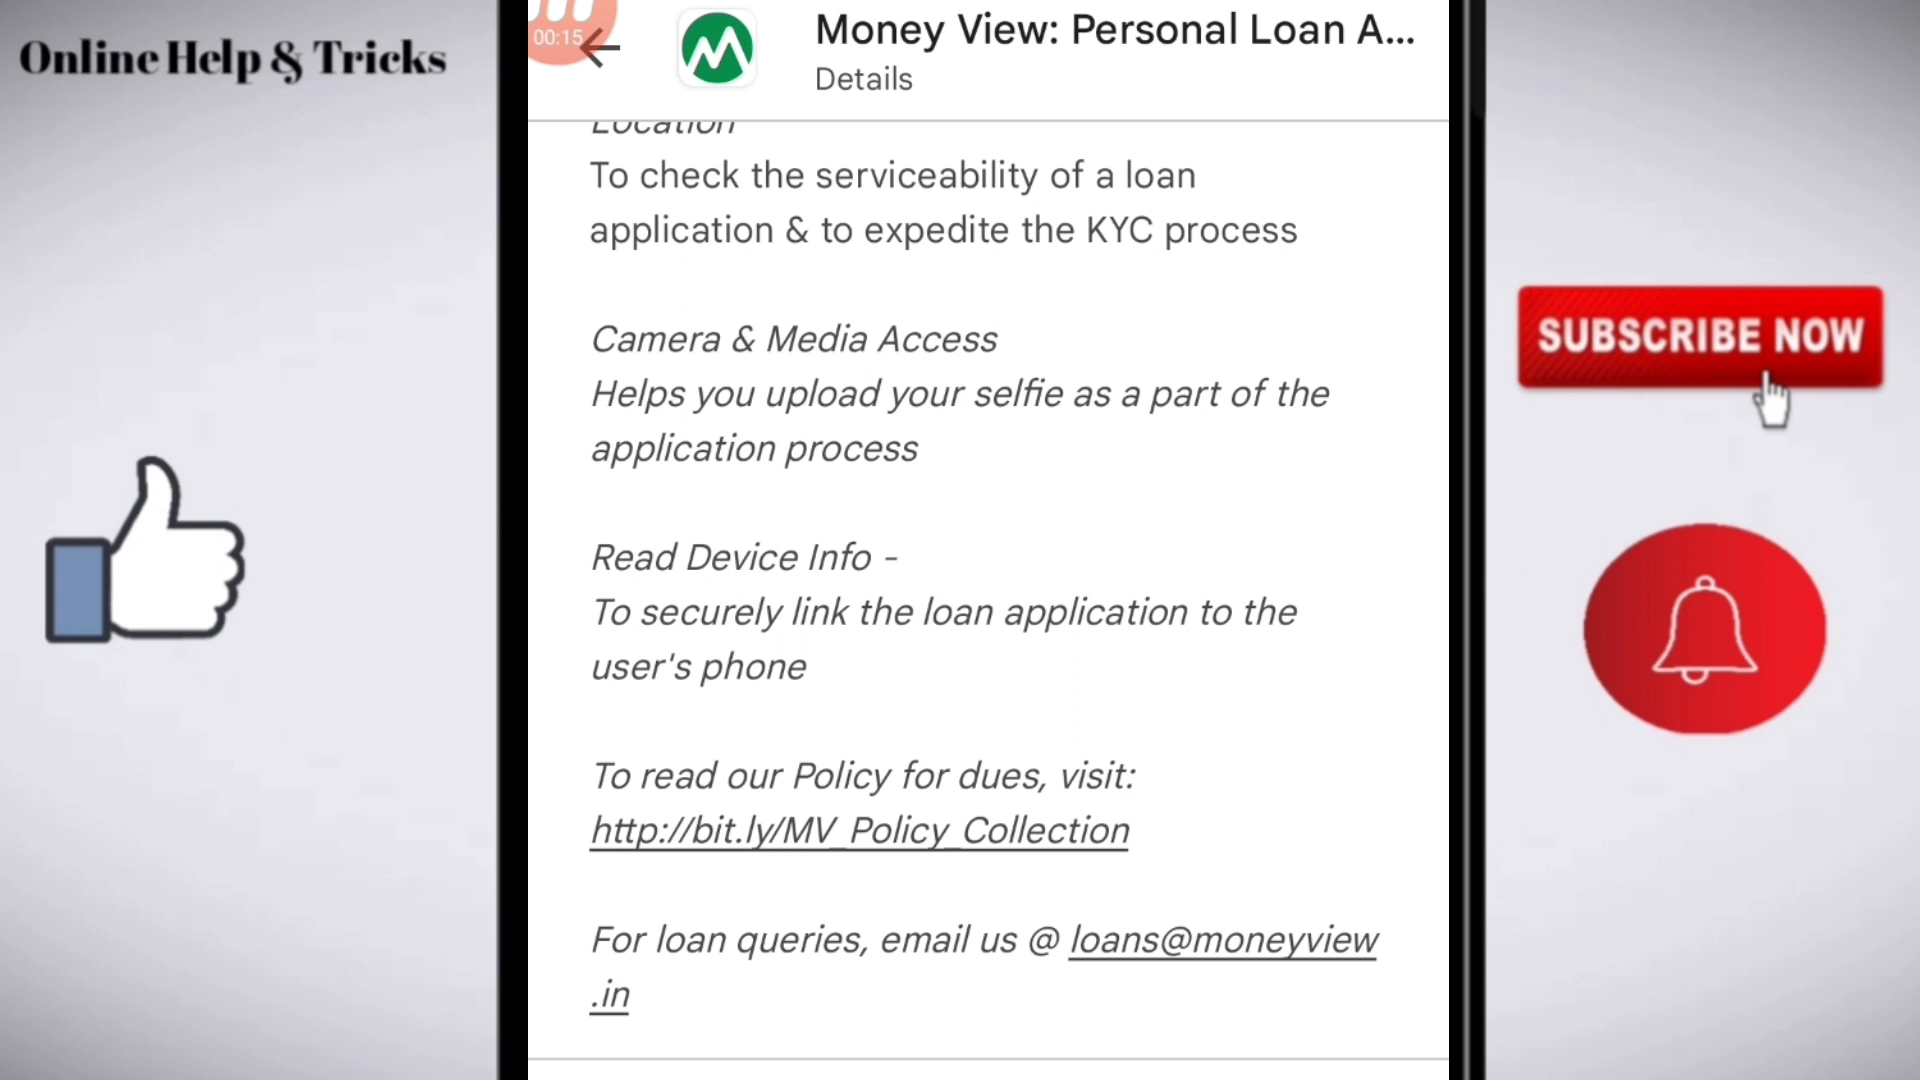 Online Help & Tricks
00:15
Money View: Personal Loan A...
Details
Location
To check the serviceability of a loan
application & to expedite the KYC process
Camera & Media Access
Helps you upload your selfie as a part of the
application process
Read Device Info -
To securely link the loan application to the
user's phone
To read our Policy for dues, visit:
http://bit.ly/MV_Policy_Collection
For loan queries, email us @ loans@moneyview
.in
SUBSCRIBE NOW